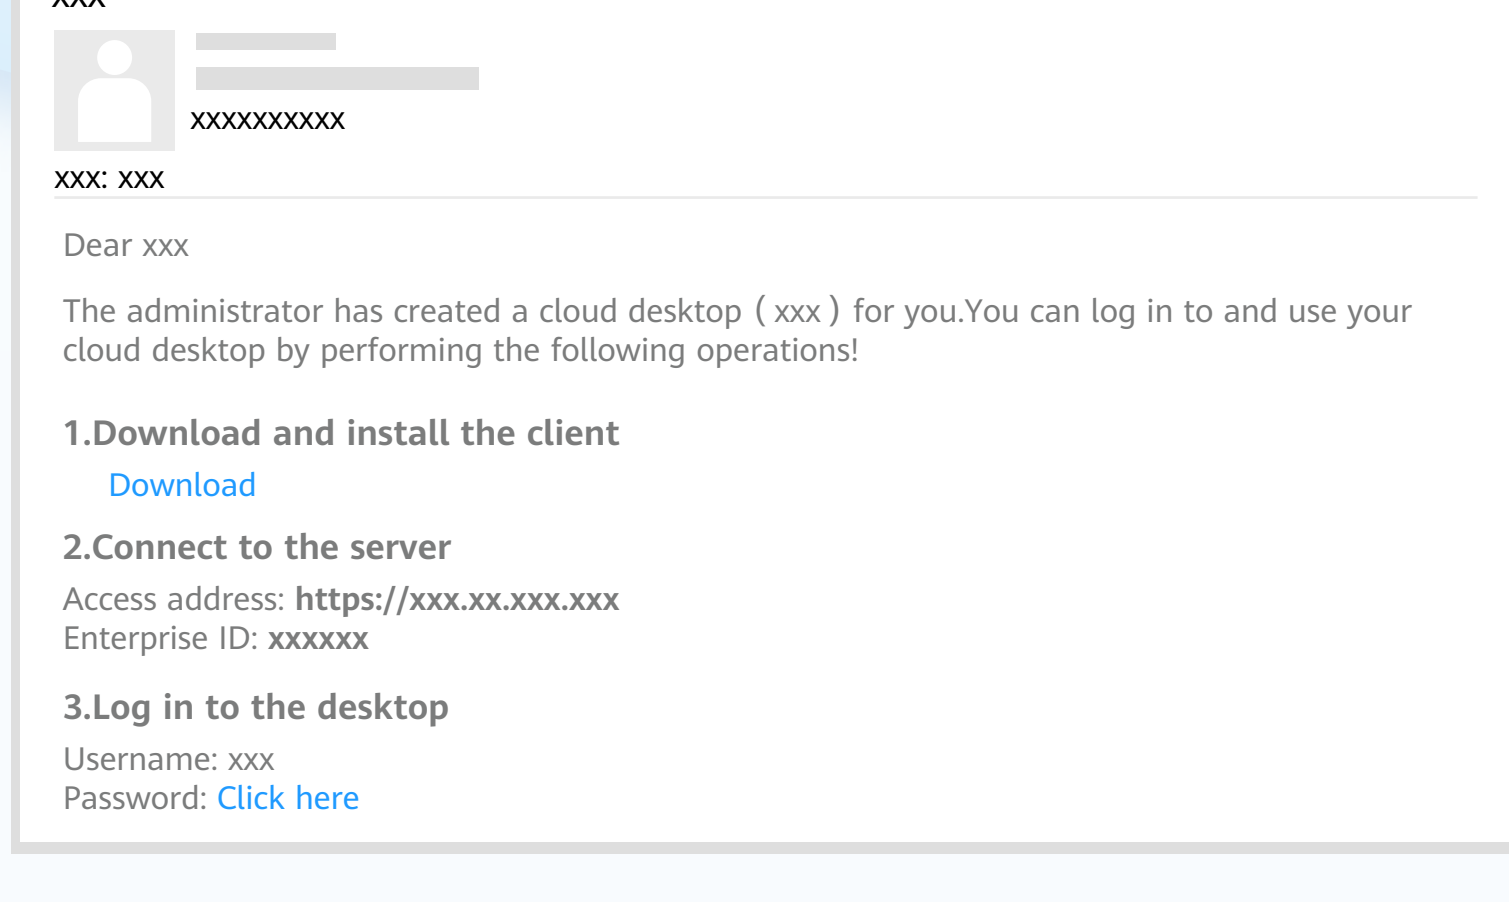 xxx
xxxxxxxxxx
xxx: xxx
Dear xxx
The administrator has created a cloud desktop ( xxx ) for you.You can log in to and use your
cloud desktop by performing the following operations!
1.Download and install the client
Download
2.Connect to the server
Access address: https://xxx.xx.xxx.xxx
Enterprise ID: xxxxxx
3.Log in to the desktop
Username: xxx
Password: Click here